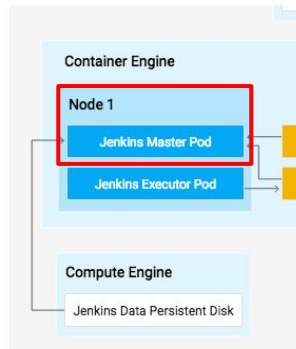 Container Engine
Node 1
Jenkins Master Pod
Jenkins Executor Pod
Compute Engine
Jenkins Data Persistent Disk